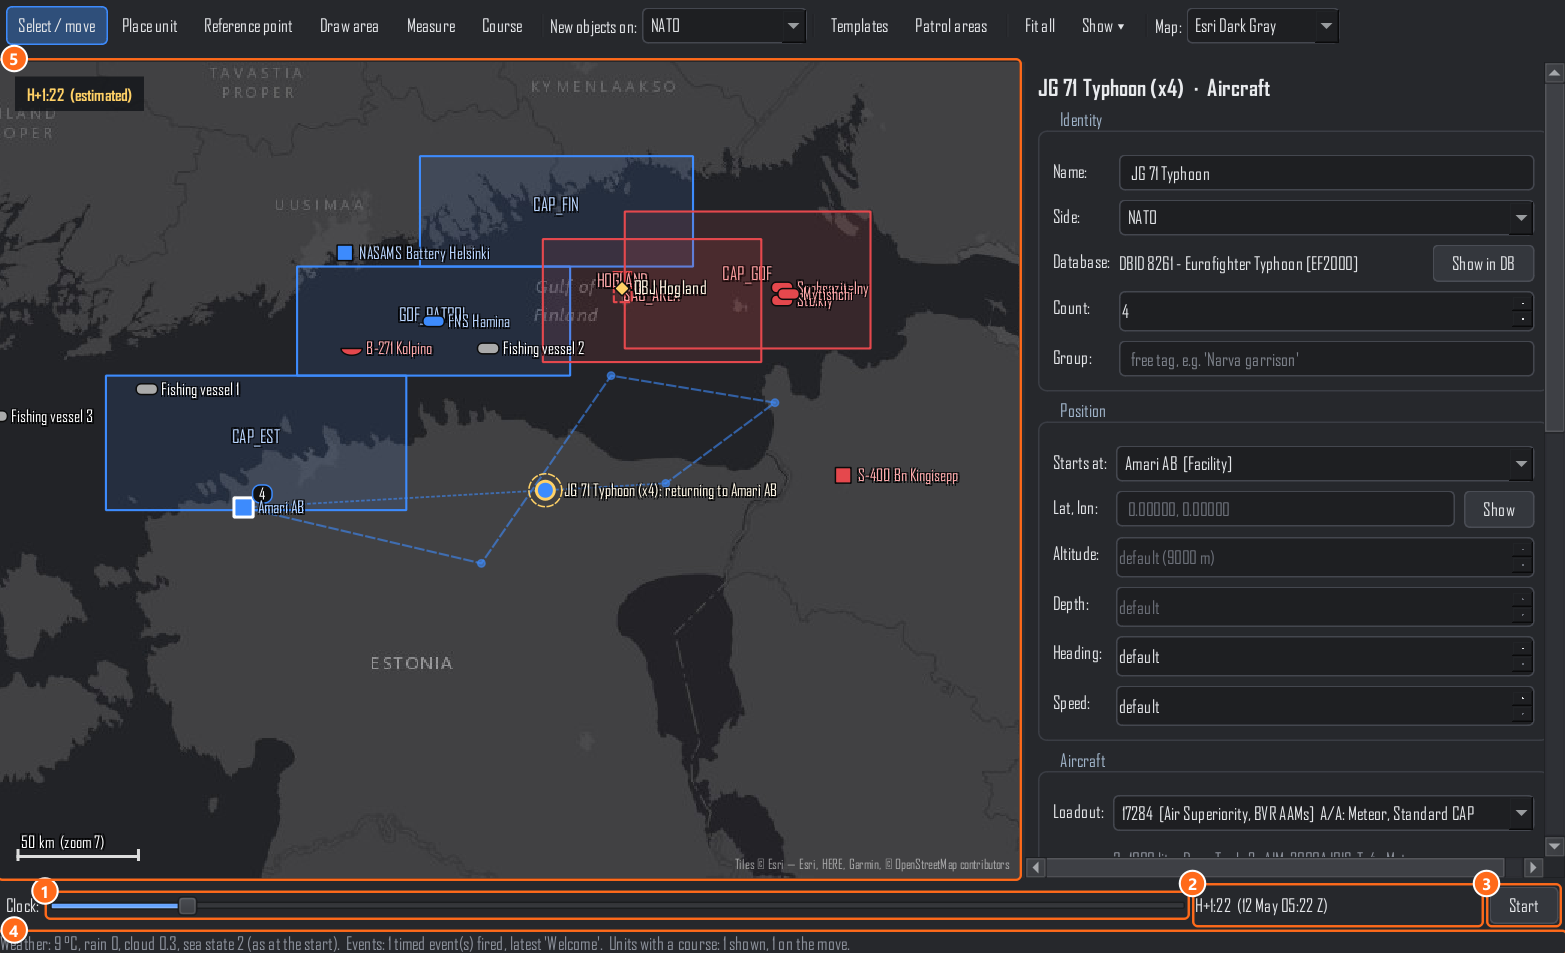 Select / move Place unit Reference point Draw area Measure Course New objects on: NATO Templates Patrol areas Fit all Show ▾ Map: Esri Dark Gray
5
H+1:22 (estimated)
TAVASTIA
PROPER
KYMENLAAKSO
LAND
OPER
UUSIMAA
CAP_FIN
NASAMS Battery Helsinki
CAP_GOF
OBJ Hogland
Gulf of
Finland
Mytishchi
FNS Hamina
B-271 Kolpino
Fishing vessel 2
Fishing vessel 1
Fishing vessel 3
CAP_EST
S-400 Bn Kingisepp
JG 71 Typhoon (x4): returning to Amari AB
4
Amari AB
ESTONIA
50 km (zoom 7)
Tiles © Esri — Esri, HERE, Garmin, © OpenStreetMap contributors
JG 71 Typhoon (x4) · Aircraft
Identity
Name: JG 71 Typhoon
Side: NATO
Database: DBID 8261 - Eurofighter Typhoon [EF2000] Show in DB
Count: 4
Group: free tag, e.g. 'Narva garrison'
Position
Starts at: Amari AB [Facility]
Lat, lon: 0.00000, 0.00000 Show
Altitude: default (9000 m)
Depth: default
Heading: default
Speed: default
Aircraft
Loadout: 17284 [Air Superiority, BVR AAMs] A/A: Meteor, Standard CAP
1 2 3
Clock: H+1:22 (12 May 05:22 Z) Start
4
Weather: 9 °C, rain 0, cloud 0.3, sea state 2 (as at the start). Events: 1 timed event(s) fired, latest 'Welcome'. Units with a course: 1 shown, 1 on the move.